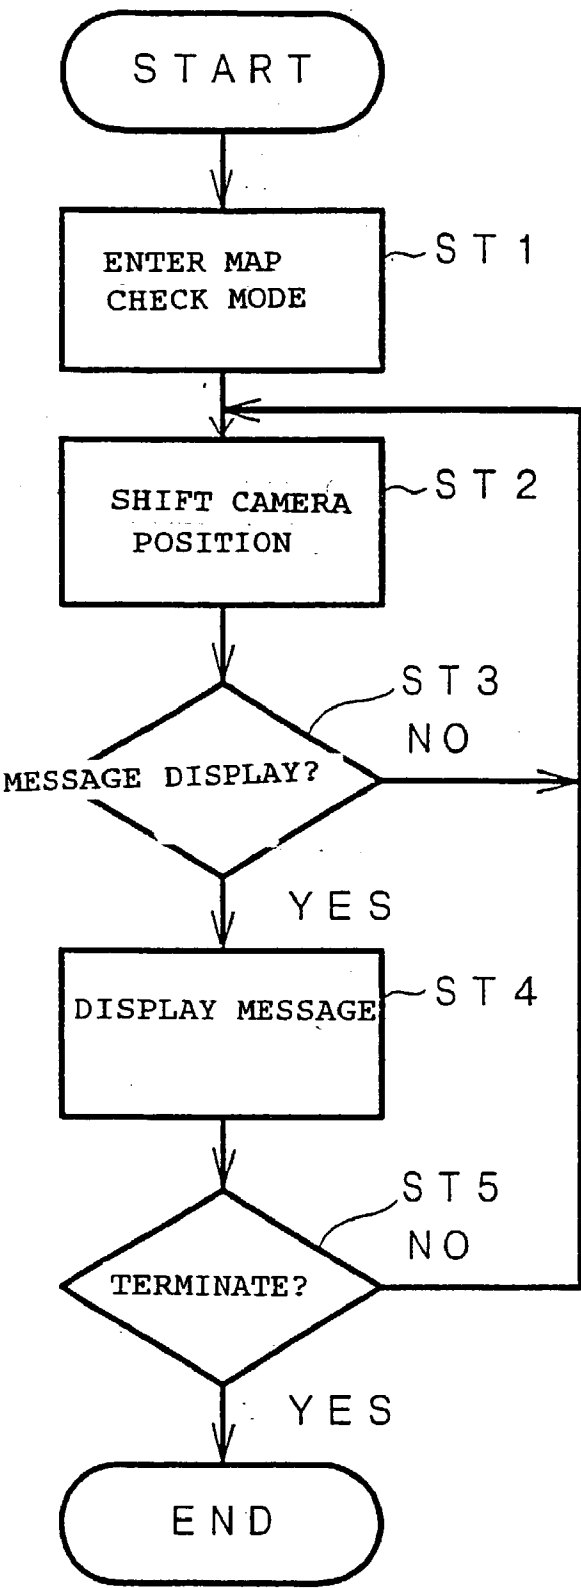 START
ENTER MAP
CHECK MODE
ST1
SHIFT CAMERA
POSITION
ST2
ST3
NO
MESSAGE DISPLAY?
YES
DISPLAY MESSAGE
ST4
ST5
NO
TERMINATE?
YES
END